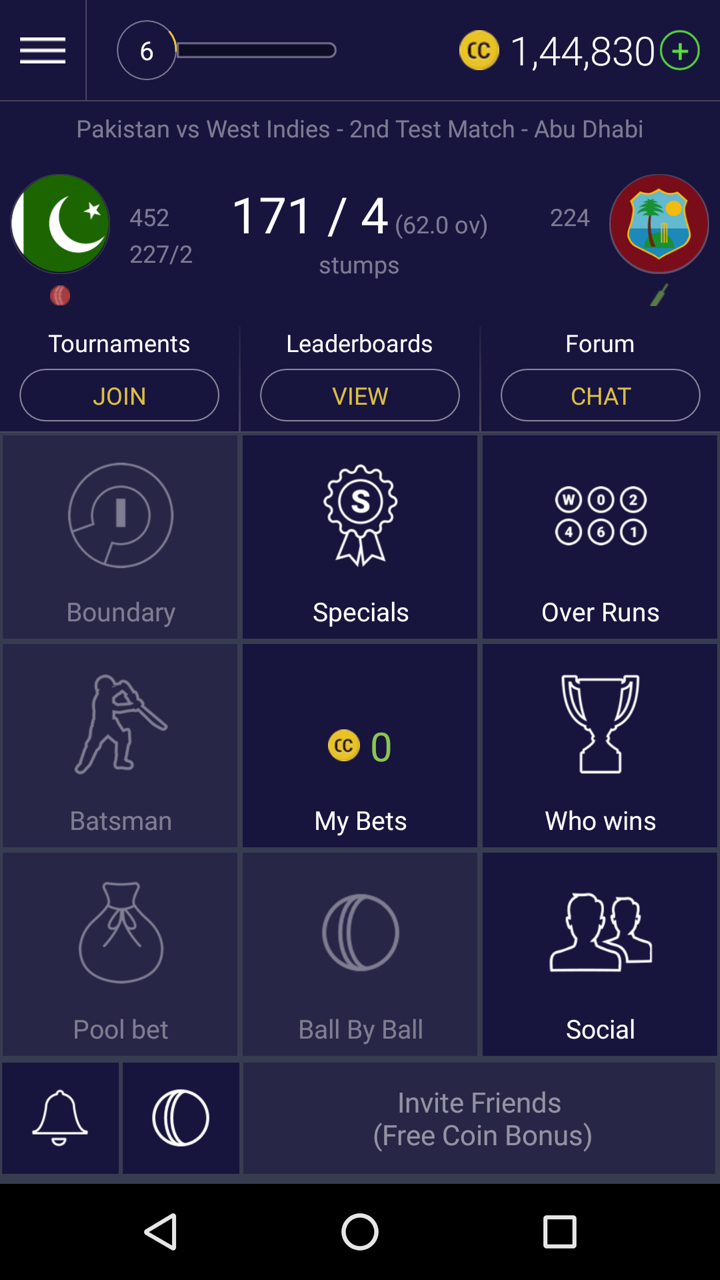 6
CC 1,44,830 +
Pakistan vs West Indies - 2nd Test Match - Abu Dhabi
452
227/2
171 / 4 (62.0 ov)
stumps
224
Tournaments
JOIN
Leaderboards
VIEW
Forum
CHAT
Boundary
S
Specials
W 0 2
4 6 1
Over Runs
Batsman
CC 0
My Bets
Who wins
Pool bet
Ball By Ball
Social
Invite Friends
(Free Coin Bonus)